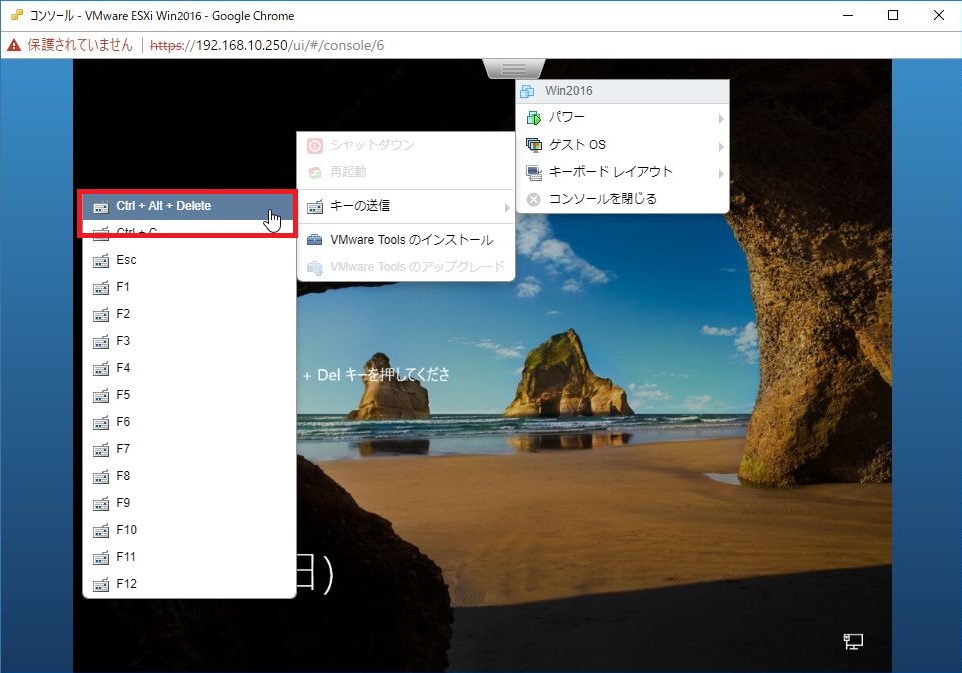 コンソール - VMware ESXi Win2016 - Google Chrome
保護されていません | https://192.168.10.250/ui/#/console/6
Win2016
パワー
ゲスト OS
キーボード レイアウト
コンソールを閉じる
シャットダウン
再起動
キーの送信
VMware Tools のインストール
VMware Tools のアップグレード
Ctrl + Alt + Delete
Ctrl + C
Esc
F1
F2
F3
F4
F5
F6
F7
F8
F9
F10
F11
F12
+ Del キーを押してくださ
日)